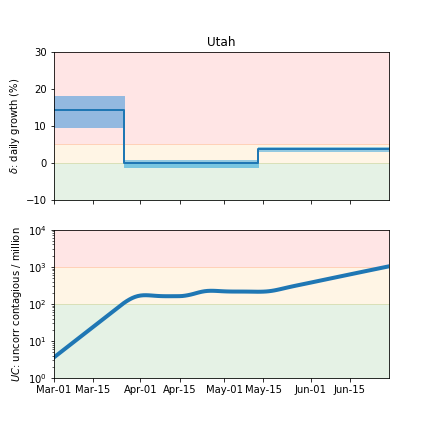 Utah
30
20
10
0
−10
δ: daily growth (%)
10⁴
10³
10²
10¹
10⁰
UC: uncorr contagious / million
Mar-01 Mar-15 Apr-01 Apr-15 May-01 May-15 Jun-01 Jun-15